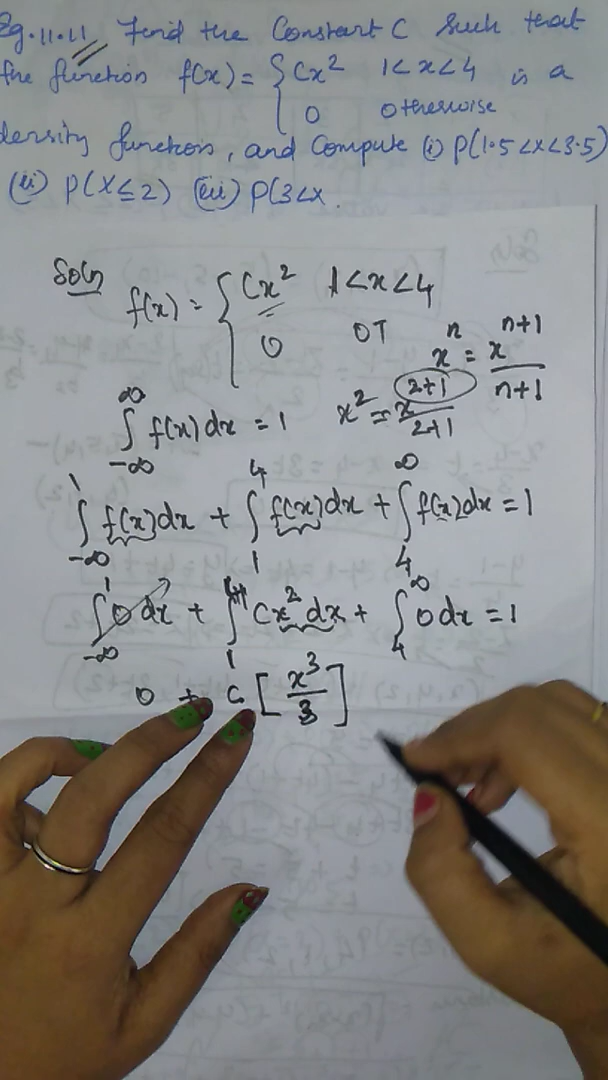 Eg.11.11 Find the Constant C such that
the function f(x) = { Cx² 1<x<4 is a
0 otherwise
density function, and compute (i) P(1.5<X<3.5)
(ii) P(X≤2) (iii) P(3<X.
Soln f(x) = { Cx² 1<x<4
0 OT
xⁿ = xⁿ⁺¹/n+1
∫_{-∞}^{∞} f(x) dx = 1 x² = x²⁺¹/2+1
∫_{-∞}^{1} f(x) dx + ∫_{1}^{4} f(x) dx + ∫_{4}^{∞} f(x) dx = 1
∫_{-∞}^{1} 0 dx + ∫_{1}^{4} Cx² dx + ∫_{4}^{∞} 0 dx = 1
0 + C [x³/3]